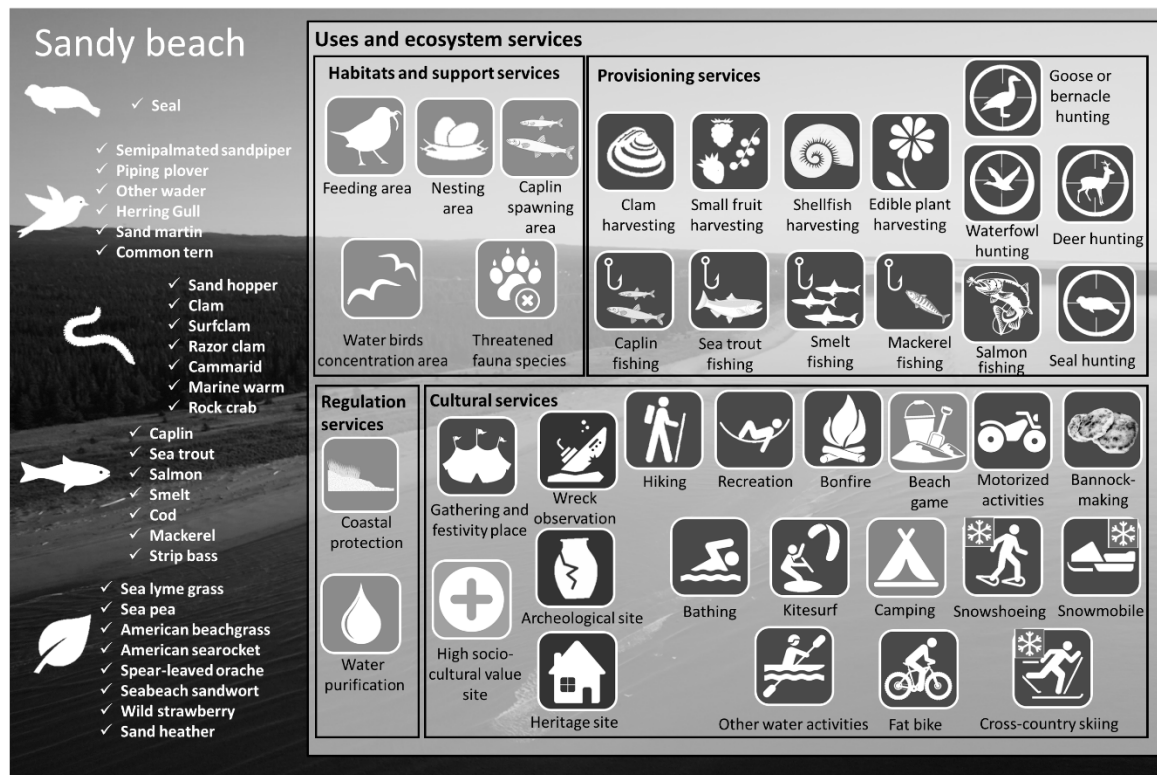 Sandy beach
Seal
Semipalmated sandpiper
Piping plover
Other wader
Herring Gull
Sand martin
Common tern
Sand hopper
Clam
Surfclam
Razor clam
Cammarid
Marine warm
Rock crab
Caplin
Sea trout
Salmon
Smelt
Cod
Mackerel
Strip bass
Sea lyme grass
Sea pea
American beachgrass
American searocket
Spear-leaved orache
Seabeach sandwort
Wild strawberry
Sand heather
Uses and ecosystem services
Habitats and support services
Feeding area
Nesting
area
Caplin
spawning
area
Water birds
concentration area
Threatened
fauna species
Provisioning services
Clam
harvesting
Small fruit
harvesting
Shellfish
harvesting
Edible plant
harvesting
Goose or
bernacle
hunting
Waterfowl
hunting
Deer hunting
Caplin
fishing
Sea trout
fishing
Smelt
fishing
Mackerel
fishing
Salmon
fishing
Seal hunting
Regulation
services
Coastal
protection
Water
purification
Cultural services
Gathering and
festivity place
Wreck
observation
Hiking
Recreation
Bonfire
Beach
game
Motorized
activities
Bannock-
making
High socio-
cultural value
site
Archeological site
Bathing
Kitesurf
Camping
Snowshoeing
Snowmobile
Heritage site
Other water activities
Fat bike
Cross-country skiing